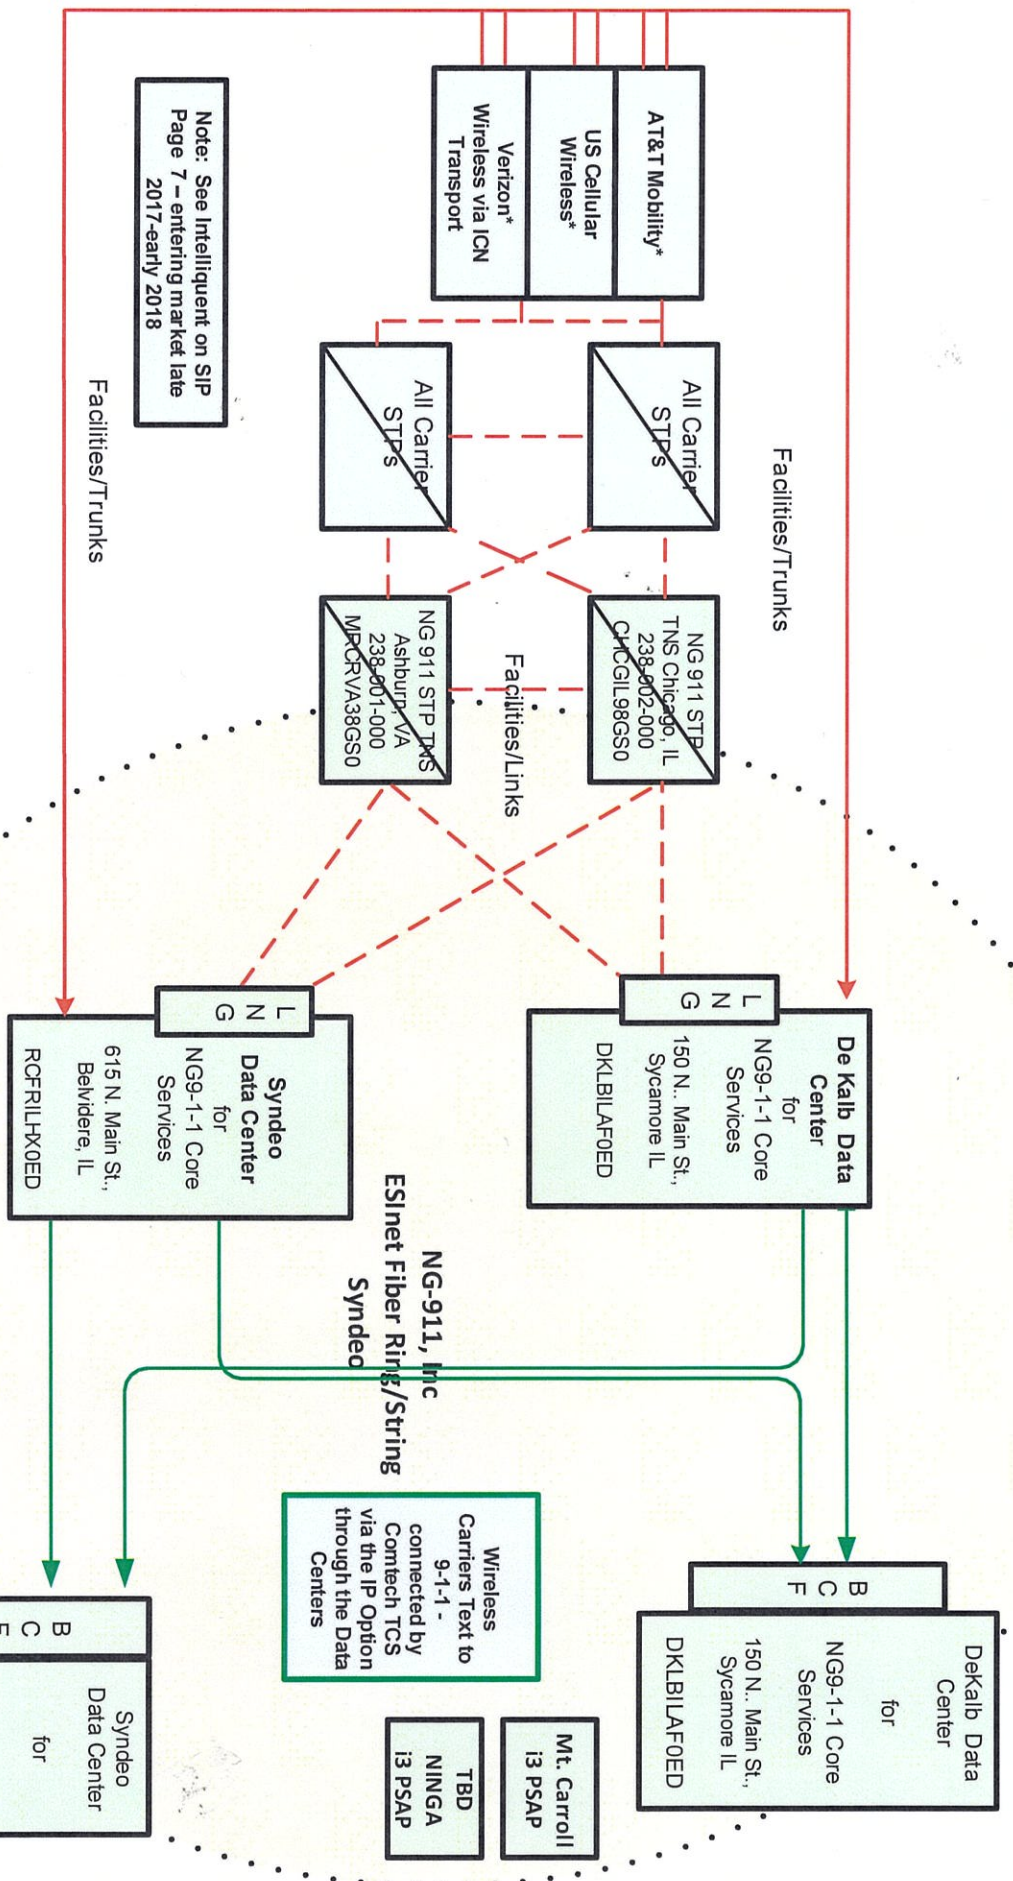 AT&T Mobility*
US Cellular
Wireless*
Verizon*
Wireless via ICN
Transport
Note: See Intelliquent on SIP
Page 7 – entering market late
2017-early 2018
Facilities/Trunks
Facilities/Trunks
All Carrier
STPs
All Carrier
STPs
NG 911 STP
TNS Chicago, IL
238-002-000
CHCGIL98GS0
NG 911 STP TNS
Ashburn, VA
238-001-000
MRCRVA38GS0
Facilities/Links
L
N
G
De Kalb Data
Center
for
NG9-1-1 Core
Services
150 N.. Main St.,
Sycamore IL
DKLBILAF0ED
L
N
G
Syndeo
Data Center
for
NG9-1-1 Core
Services
615 N. Main St.,
Belvidere, IL
RCFRILHX0ED
NG-911, Inc
ESInet Fiber Ring/String
Syndeo
Wireless
Carriers Text to
9-1-1 -
connected by
Comtech TCS
via the IP Option
through the Data
Centers
B
C
F
DeKalb Data
Center
for
NG9-1-1 Core
Services
150 N.. Main St.,
Sycamore IL
DKLBILAF0ED
Mt. Carroll
i3 PSAP
TBD
NINGA
i3 PSAP
B
C
F
Syndeo
Data Center
for